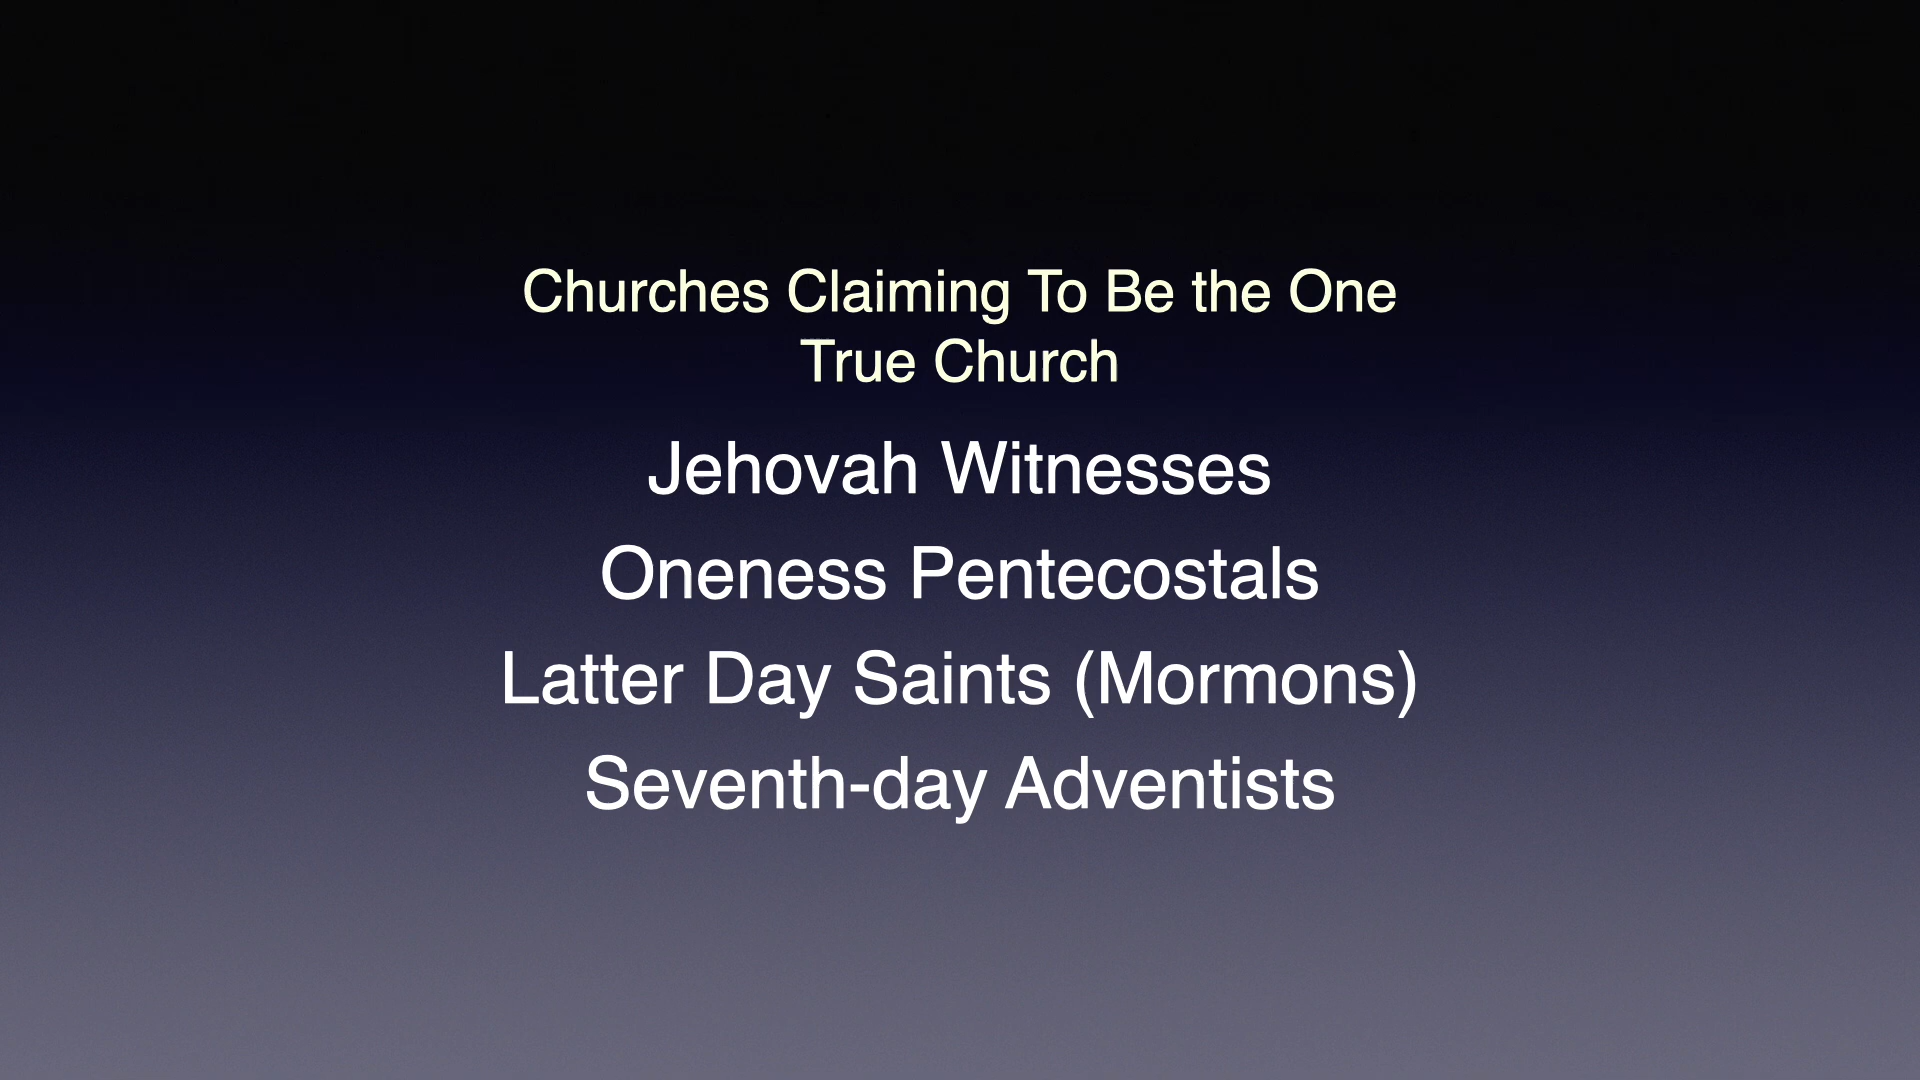 Churches Claiming To Be the One
True Church
Jehovah Witnesses
Oneness Pentecostals
Latter Day Saints (Mormons)
Seventh-day Adventists